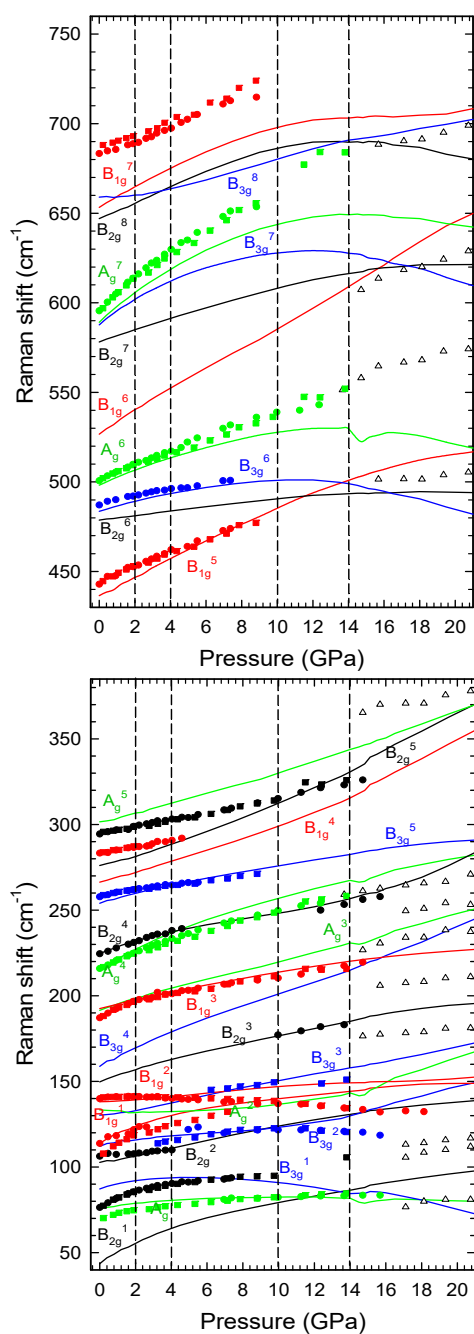 750
700
650
600
550
500
450
Raman shift (cm⁻¹)
B₁g⁷
B₃g⁸
B₂g⁸
B₃g⁷
Ag⁷
B₂g⁷
B₁g⁶
Ag⁶
B₃g⁶
B₂g⁶
B₁g⁵
0 2 4 6 8 10 12 14 16 18 20
Pressure (GPa)
350
300
250
200
150
100
50
Raman shift (cm⁻¹)
Ag⁵
B₂g⁵
B₁g⁴
B₃g⁵
B₂g⁴
Ag⁴
Ag³
B₁g³
B₃g⁴
B₂g³
B₃g³
B₁g²
B₁g¹
Ag²
B₃g²
B₂g²
B₃g¹
B₂g¹
Ag
0 2 4 6 8 10 12 14 16 18 20
Pressure (GPa)